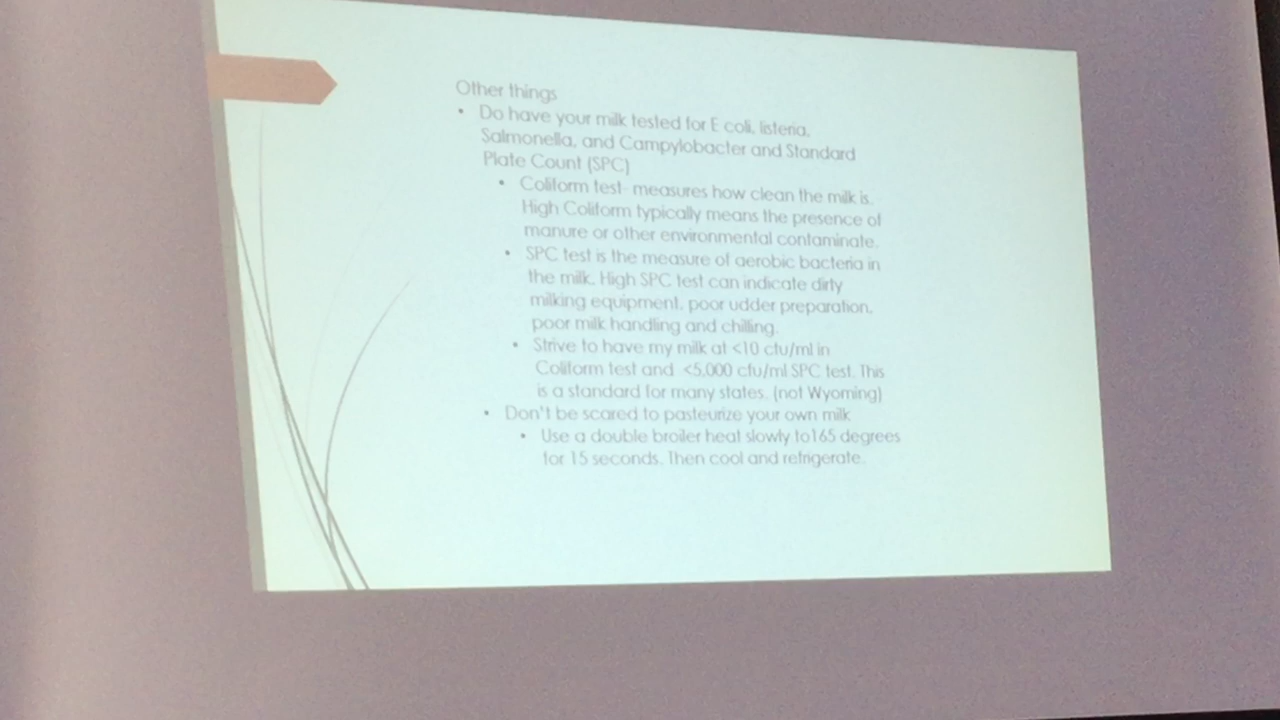 Other things
• Do have your milk tested for E coli, listeria,
Salmonella, and Campylobacter and Standard
Plate Count (SPC)
• Coliform test- measures how clean the milk is.
High Coliform typically means the presence of
manure or other environmental contaminate.
• SPC test is the measure of aerobic bacteria in
the milk. High SPC test can indicate dirty
milking equipment, poor udder preparation,
poor milk handling and chilling.
• Strive to have my milk at <10 cfu/ml in
Coliform test and <5,000 cfu/ml SPC test. This
is a standard for many states. (not Wyoming)
• Don't be scared to pasteurize your own milk
• Use a double broiler heat slowly to165 degrees
for 15 seconds. Then cool and refrigerate.